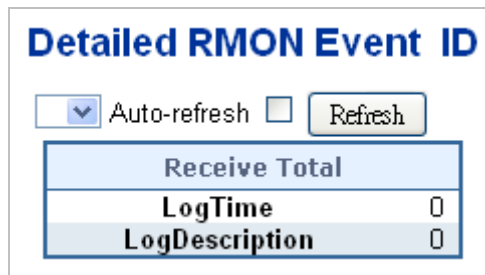 Detailed RMON Event ID
Auto-refresh Refresh
Receive Total
LogTime 0
LogDescription 0